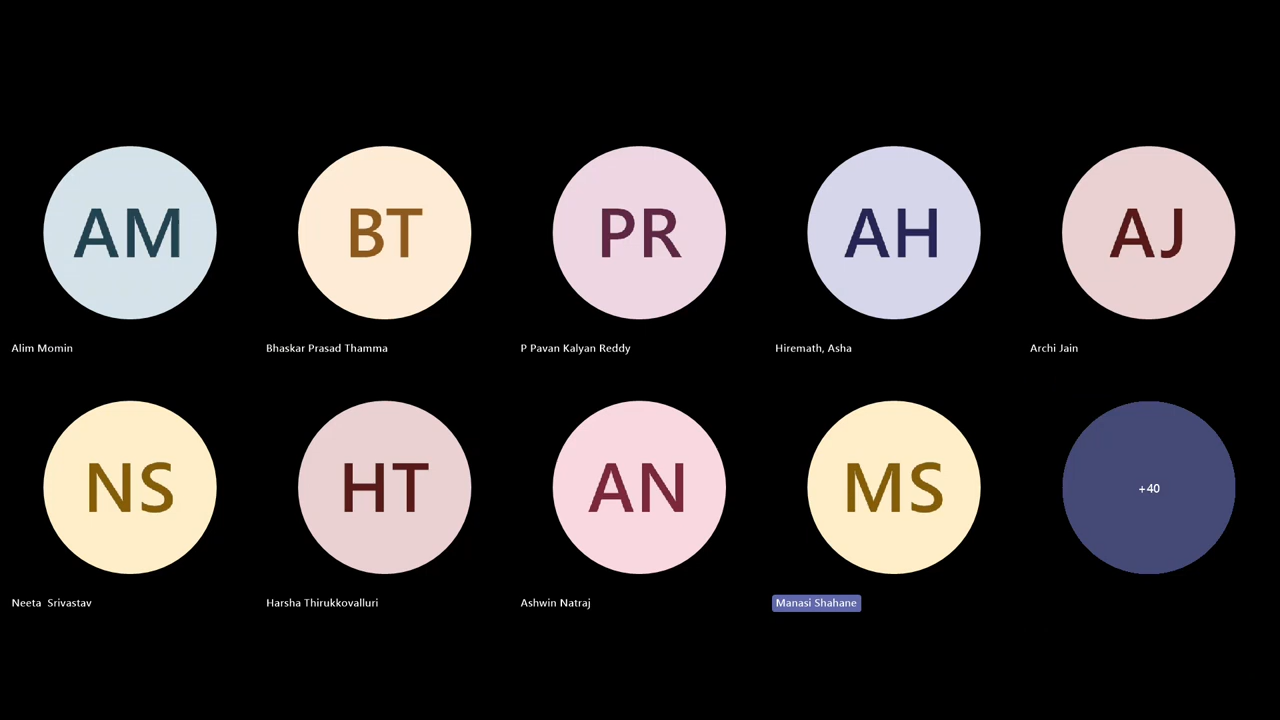 AM
BT
PR
AH
AJ
Alim Momin
Bhaskar Prasad Thamma
P Pavan Kalyan Reddy
Hiremath, Asha
Archi Jain
NS
HT
AN
MS
+40
Neeta  Srivastav
Harsha Thirukkovalluri
Ashwin Natraj
Manasi Shahane